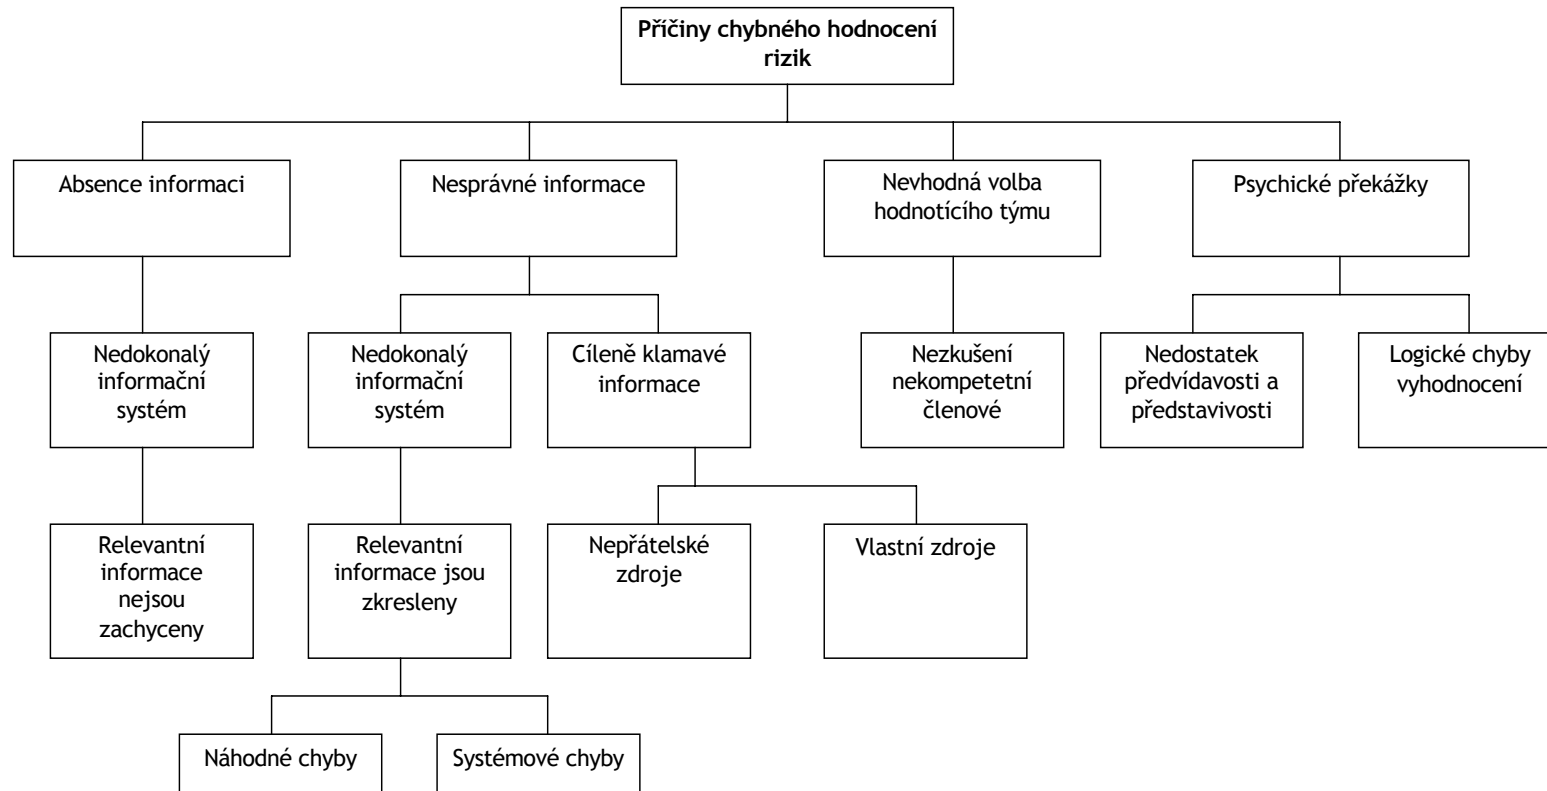 Příčiny chybného hodnocení
rizik
Absence informaci
Nesprávné informace
Nevhodná volba
hodnotícího týmu
Psychické překážky
Nedokonalý
informační
systém
Nedokonalý
informační
systém
Cíleně klamavé
informace
Nezkušení
nekompetetní
členové
Nedostatek
předvídavosti a
představivosti
Logické chyby
vyhodnocení
Relevantní
informace
nejsou
zachyceny
Relevantní
informace jsou
zkresleny
Nepřátelské
zdroje
Vlastní zdroje
Náhodné chyby
Systémové chyby